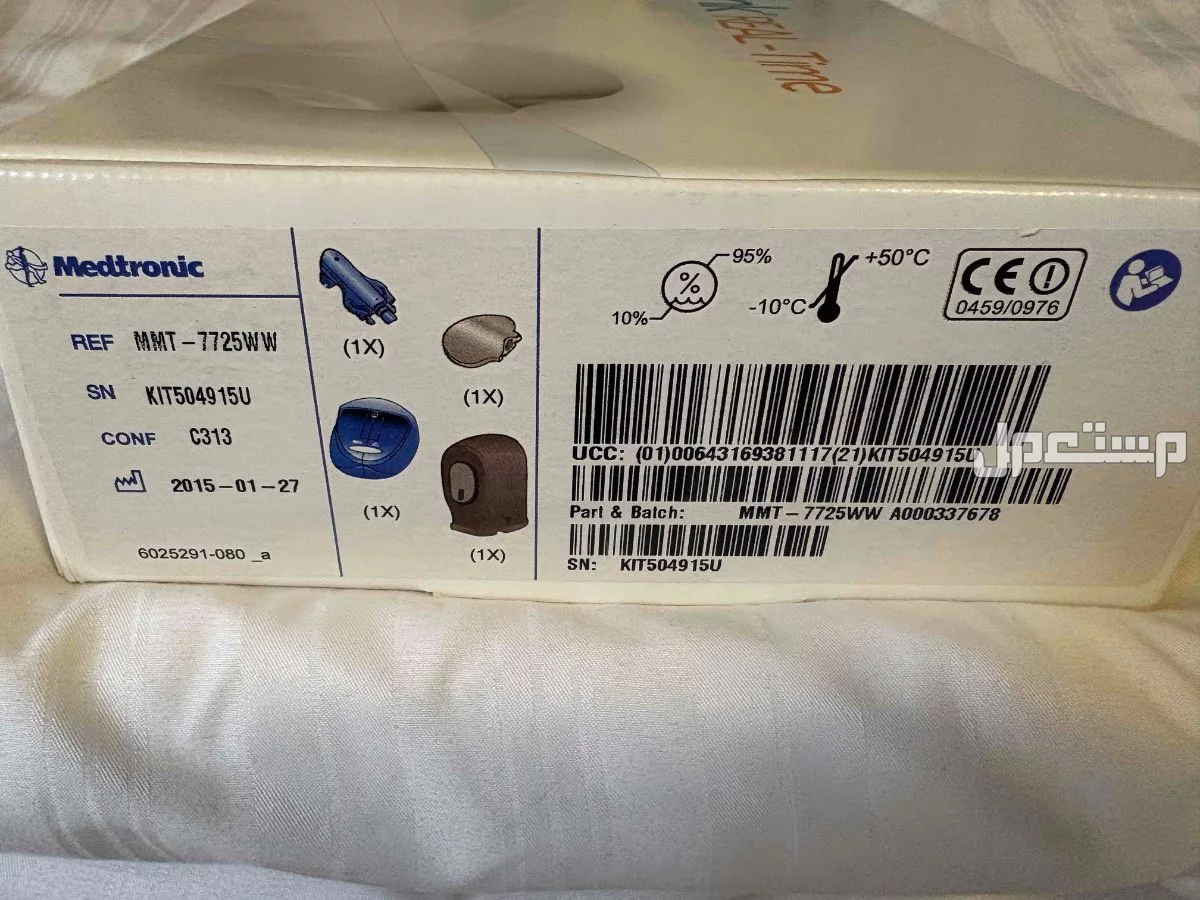 REAL-Time
Medtronic
REF MMT-7725WW
SN KIT504915U
CONF C313
2015-01-27
6025291-080_a
(1X)
(1X)
(1X)
(1X)
95%
%
10%
+50°C
-10°C
CE
0459/0976
UCC: (01)00643169381117(21)KIT504915U
Part & Batch: MMT-7725WW A000337678
SN: KIT504915U
مستعمل